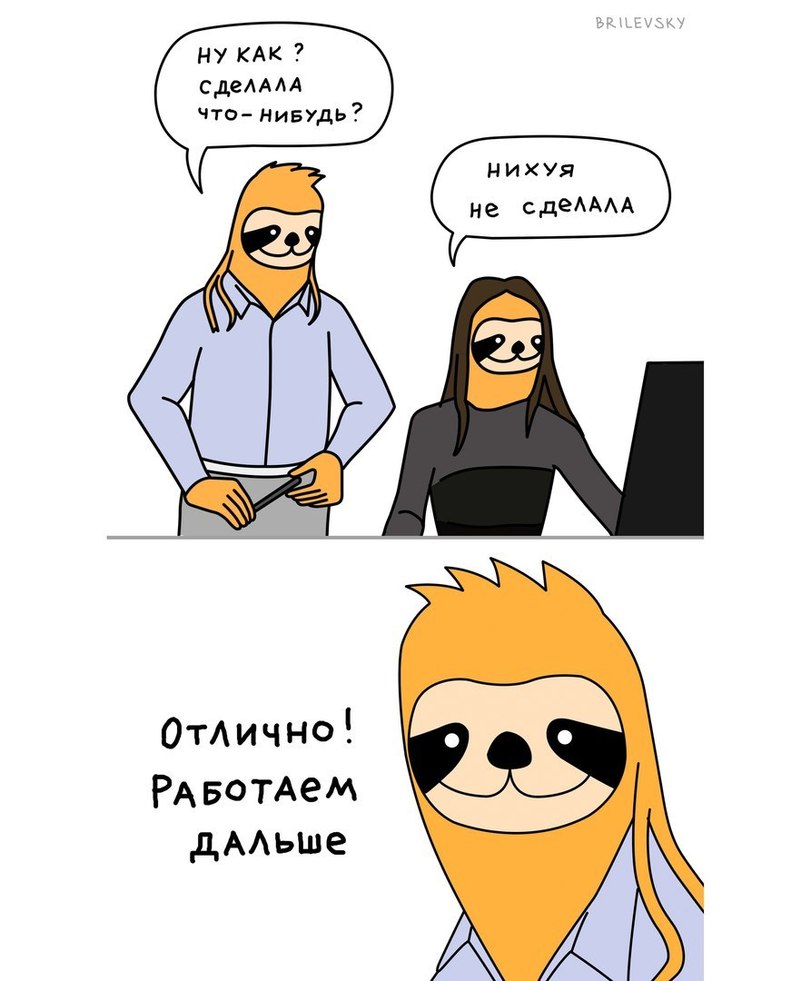 BRILEVSKY
НУ КАК ?
СДЕЛАЛА
ЧТО-НИБУДЬ?
НИХУЯ
НЕ СДЕЛАЛА
ОТЛИЧНО!
РАБОТАЕМ
ДАЛЬШЕ